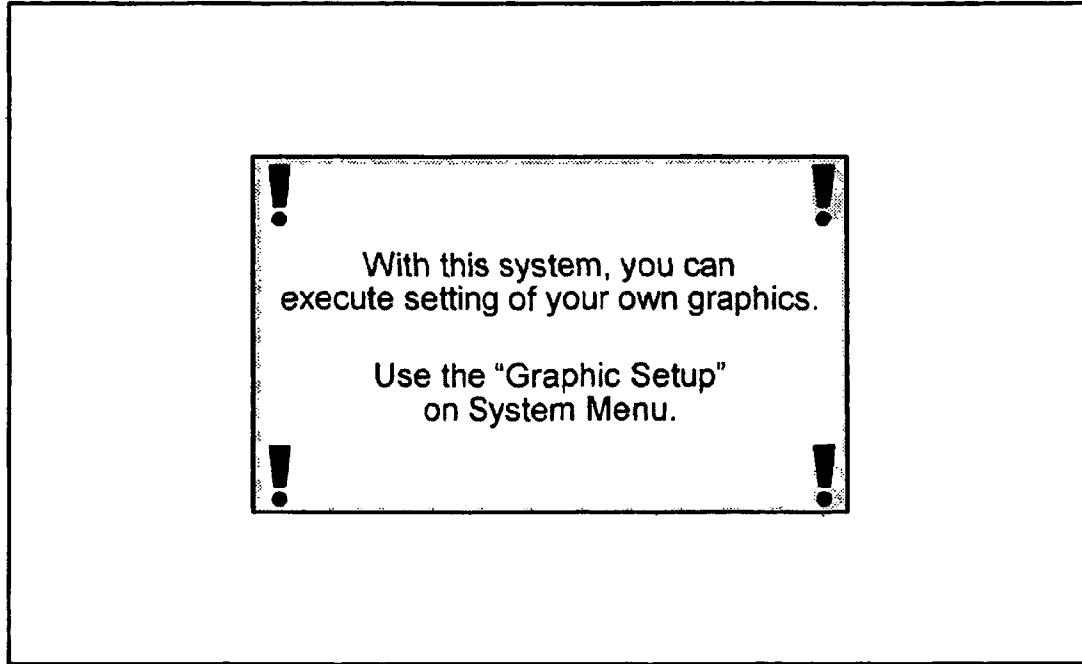 With this system, you can
execute setting of your own graphics.
Use the “Graphic Setup”
on System Menu.